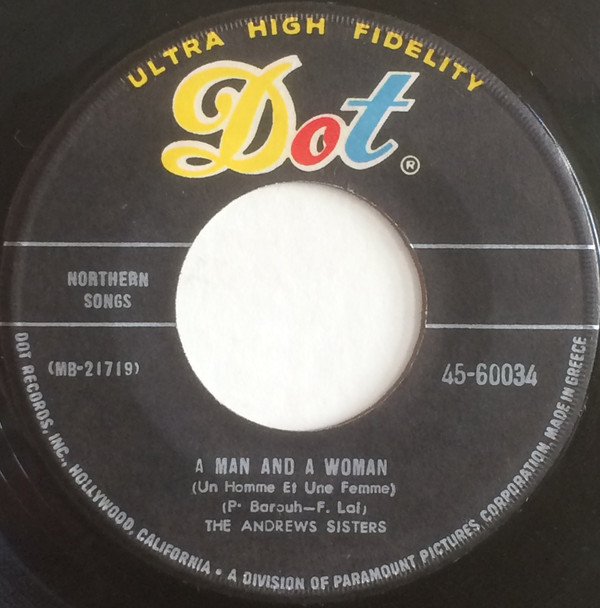 ULTRA HIGH FIDELITY
Dot®
NORTHERN
SONGS
(MB-21719)
45-60034
A MAN AND A WOMAN
(Un Homme Et Une Femme)
(P. Barouh—F. Lai)
THE ANDREWS SISTERS
DOT RECORDS, INC., HOLLYWOOD, CALIFORNIA • A DIVISION OF PARAMOUNT PICTURES CORPORATION, MADE IN GREECE